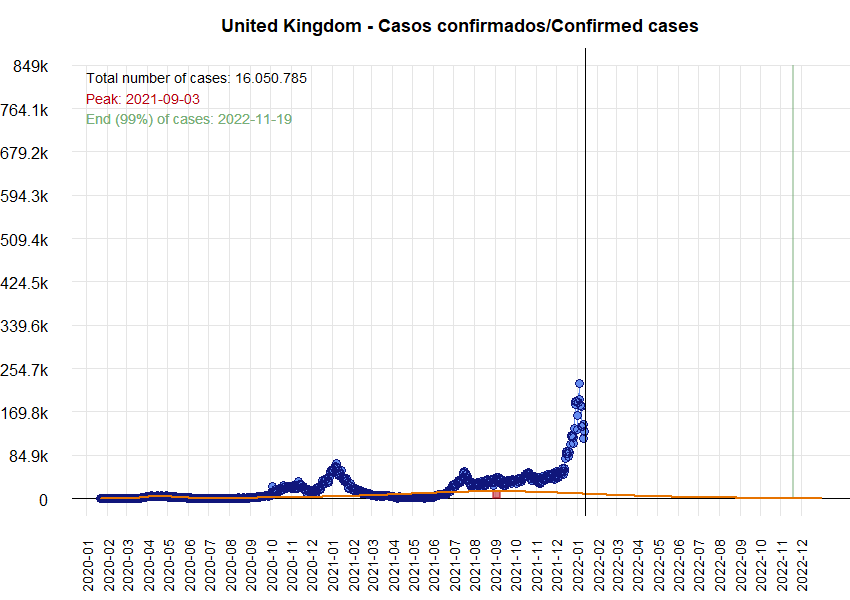 United Kingdom - Casos confirmados/Confirmed cases
849k
Total number of cases: 16.050.785
Peak: 2021-09-03
764.1k
End (99%) of cases: 2022-11-19
679.2k
594.3k
509.4k
424.5k
339.6k
254.7k
169.8k
84.9k
0
2020-01
2020-02
2020-03
2020-04
2020-05
2020-06
2020-07
2020-08
2020-09
2020-10
2020-11
2020-12
2021-01
2021-02
2021-03
2021-04
2021-05
2021-06
2021-07
2021-08
2021-09
2021-10
2021-11
2021-12
2022-01
2022-02
2022-03
2022-04
2022-05
2022-06
2022-07
2022-08
2022-09
2022-10
2022-11
2022-12